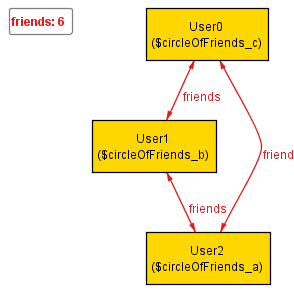 friends: 6
User0
($circleOfFriends_c)
friends
User1
($circleOfFriends_b)
friend
friends
User2
($circleOfFriends_a)